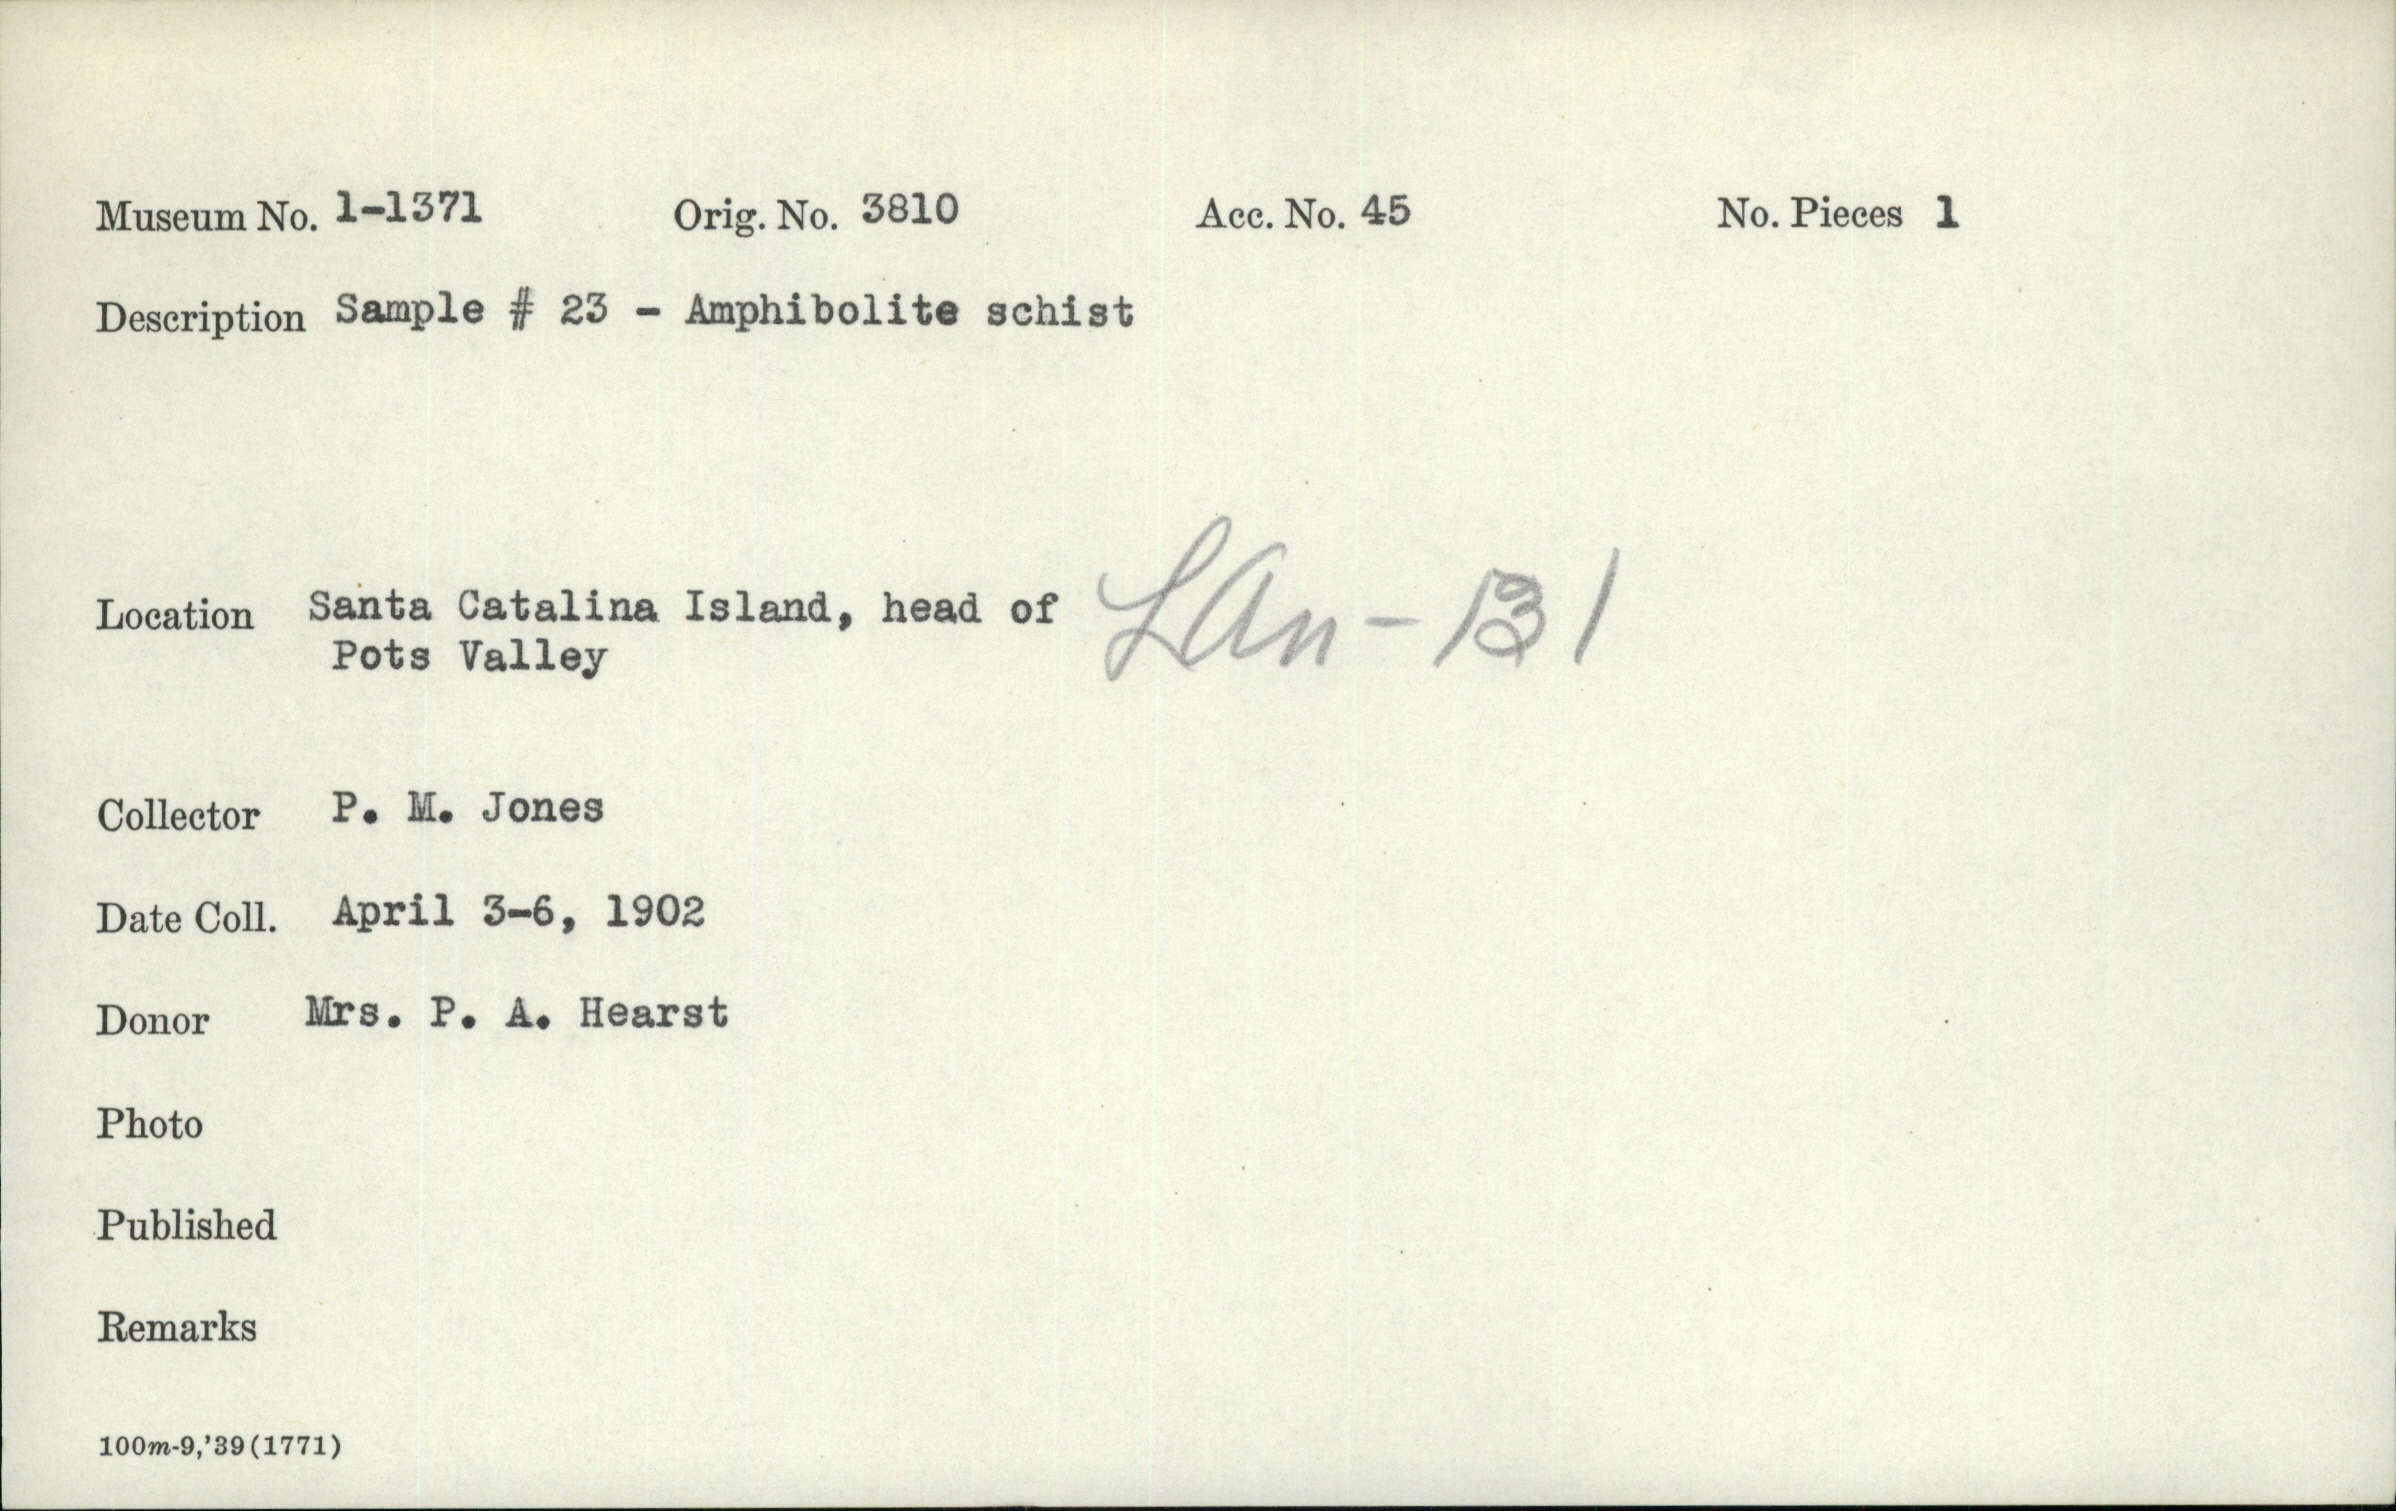 Museum No. 1-1371 Orig. No. 3810 Acc. No. 45 No. Pieces 1
Description Sample # 23 - Amphibolite schist
Location Santa Catalina Island, head of LAn-131
Pots Valley
Collector P. M. Jones
Date Coll. April 3-6, 1902
Donor Mrs. P. A. Hearst
Photo
Published
Remarks
100m-9,'39(1771)